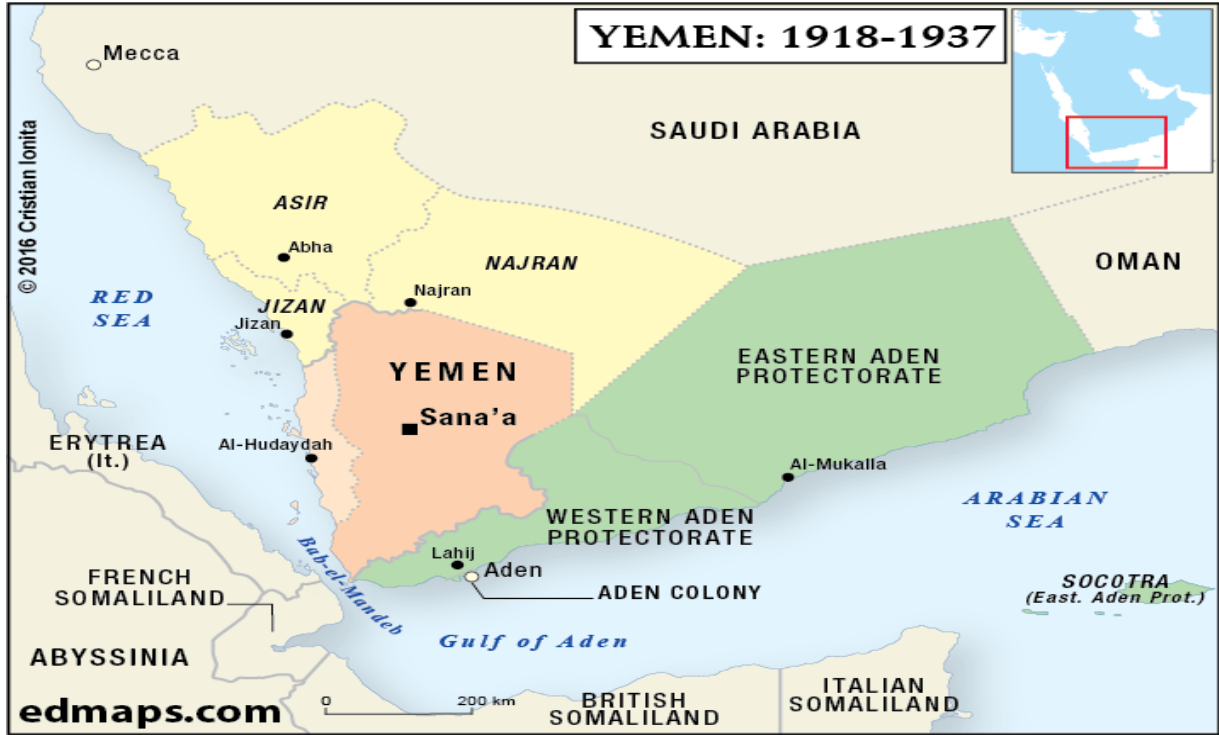 YEMEN: 1918-1937
Mecca
© 2016 Cristian Ionita
SAUDI ARABIA
ASIR
Abha
NAJRAN
OMAN
Najran
RED
SEA
JIZAN
Jizan
YEMEN
EASTERN ADEN
PROTECTORATE
Sana'a
ERYTREA
(It.)
Al-Hudaydah
Al-Mukalla
ARABIAN
SEA
WESTERN ADEN
PROTECTORATE
Lahij
Aden
Bab-el-Mandeb
FRENCH
SOMALILAND
ADEN COLONY
SOCOTRA
(East. Aden Prot.)
Gulf of Aden
ABYSSINIA
ITALIAN
SOMALILAND
0 200 km
BRITISH
SOMALILAND
edmaps.com